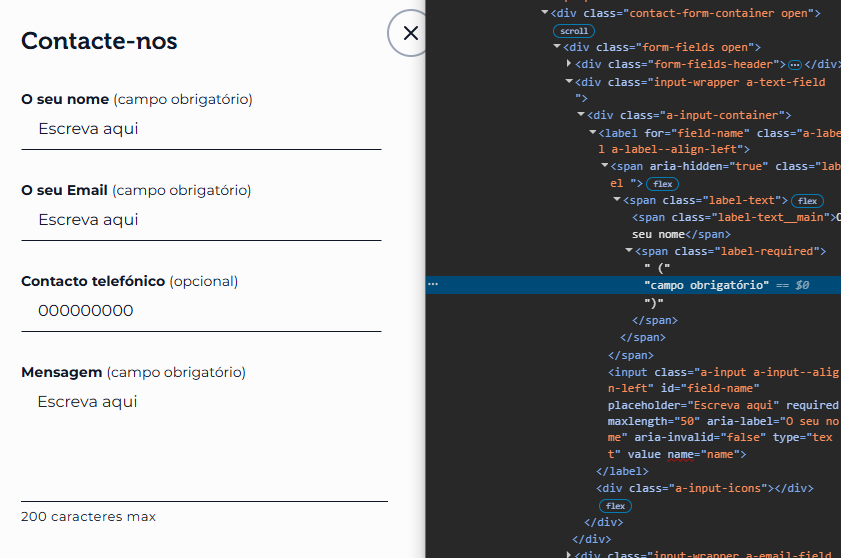 Contacte-nos
O seu nome (campo obrigatório)
Escreva aqui
O seu Email (campo obrigatório)
Escreva aqui
Contacto telefónico (opcional)
000000000
Mensagem (campo obrigatório)
Escreva aqui
200 caracteres max
<div class="contact-form-container open">
scroll
<div class="form-fields open">
<div class="form-fields-header">⋯</div>
<div class="input-wrapper a-text-field
">
<div class="a-input-container">
<label for="field-name" class="a-labe
l a-label--align-left">
<span aria-hidden="true" class="lab
el "> flex
<span class="label-text"> flex
<span class="label-text__main">O
seu nome</span>
<span class="label-required">
" ("
"campo obrigatório" == $0
")"
</span>
</span>
</span>
<input class="a-input a-input--alig
n-left" id="field-name"
placeholder="Escreva aqui" required
maxlength="50" aria-label="O seu no
me" aria-invalid="false" type="tex
t" value name="name">
</label>
<div class="a-input-icons"></div>
flex
</div>
</div>
<div class="input-wrapper a-email-field